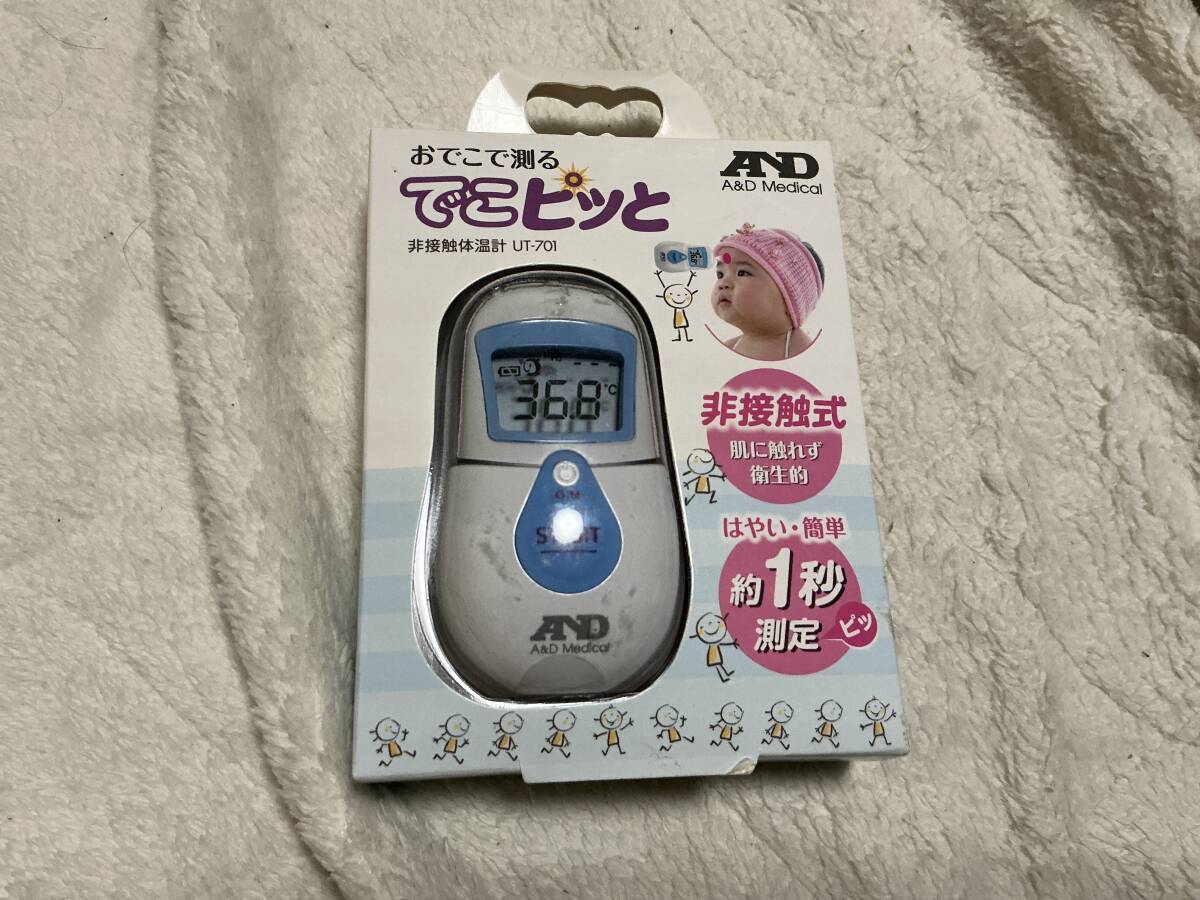 おでこで測る
でこピッと
非接触体温計 UT-701
AND
A&D Medical
36.8
°C
START
AND
A&D Medical
非接触式
肌に触れず
衛生的
はやい・簡単
約1秒
測定
ピッ